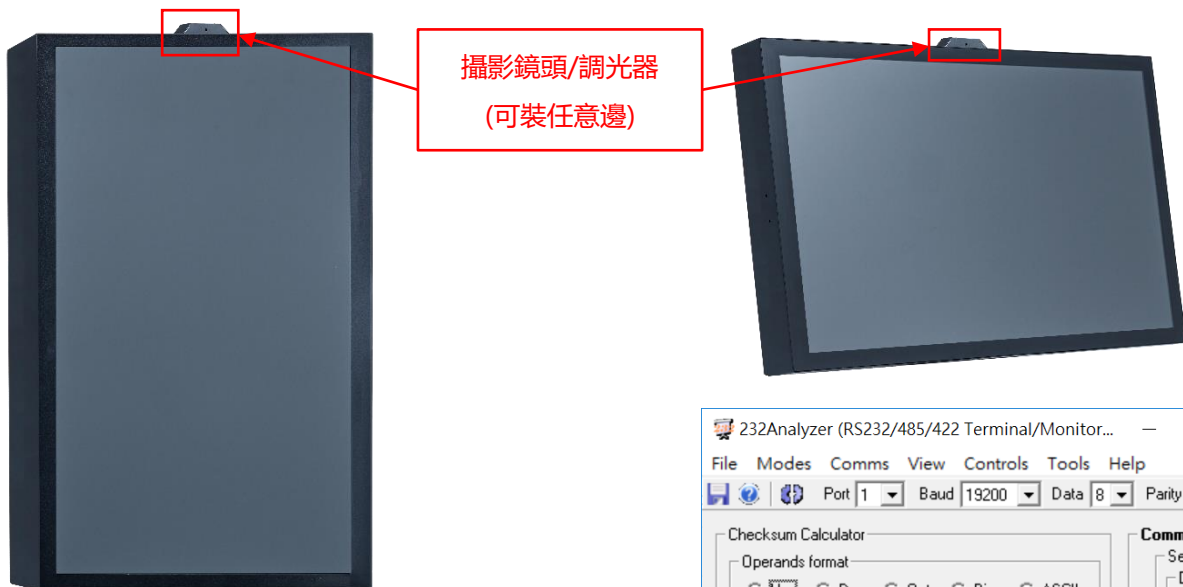 攝影鏡頭/調光器
(可裝任意邊)
232Analyzer (RS232/485/422 Terminal/Monitor...
File Modes Comms View Controls Tools Help
Port 1 Baud 19200 Data 8 Parity
Checksum Calculator
Operands format